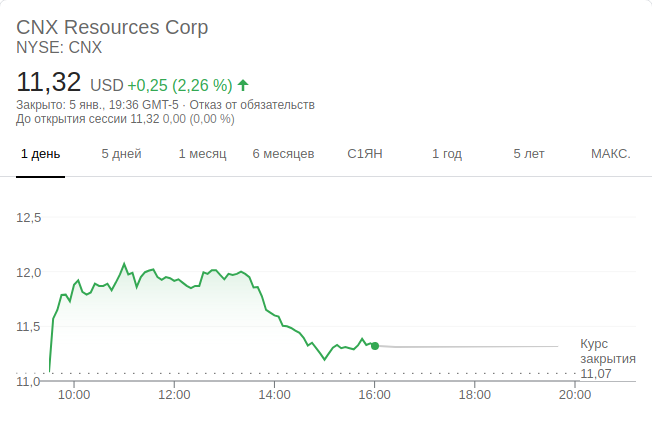 CNX Resources Corp
NYSE: CNX
11,32 USD +0,25 (2,26 %)
Закрыто: 5 янв., 19:36 GMT-5 · Отказ от обязательств
До открытия сессии 11,32 0,00 (0,00 %)
1 день 5 дней 1 месяц 6 месяцев С1ЯН 1 год 5 лет МАКС.
12,5
12,0
11,5
11,0
Курс
закрытия
11,07
10:00 12:00 14:00 16:00 18:00 20:00